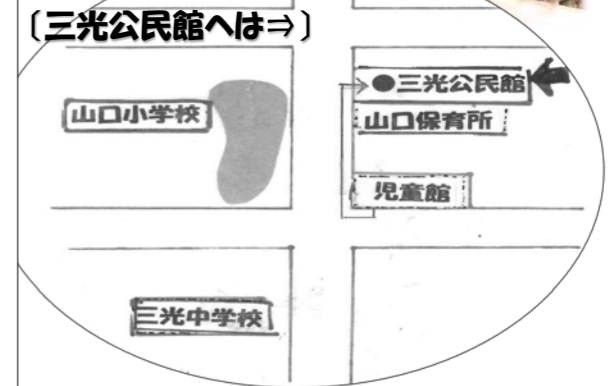 〔三光公民館へは⇒〕
●三光公民館
山口小学校
山口保育所
児童館
三光中学校